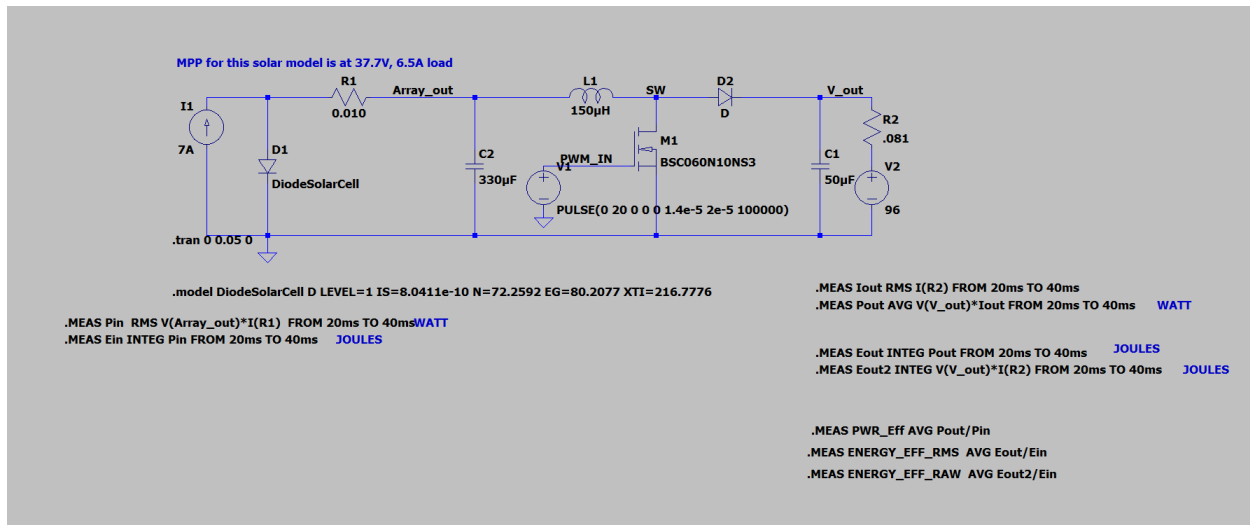 MPP for this solar model is at 37.7V, 6.5A load
R1
Array_out
L1
SW
D2
V_out
0.010
150µH
D
I1
7A
D1
DiodeSolarCell
C2
330µF
PWM_IN
V1
M1
BSC060N10NS3
C1
50µF
R2
.081
V2
96
PULSE(0 20 0 0 0 1.4e-5 2e-5 100000)
.tran 0 0.05 0
.model DiodeSolarCell D LEVEL=1 IS=8.0411e-10 N=72.2592 EG=80.2077 XTI=216.7776
.MEAS Pin RMS V(Array_out)*I(R1) FROM 20ms TO 40ms WATT
.MEAS Ein INTEG Pin FROM 20ms TO 40ms JOULES
.MEAS Iout RMS I(R2) FROM 20ms TO 40ms
.MEAS Pout AVG V(V_out)*Iout FROM 20ms TO 40ms WATT
.MEAS Eout INTEG Pout FROM 20ms TO 40ms JOULES
.MEAS Eout2 INTEG V(V_out)*I(R2) FROM 20ms TO 40ms JOULES
.MEAS PWR_Eff AVG Pout/Pin
.MEAS ENERGY_EFF_RMS AVG Eout/Ein
.MEAS ENERGY_EFF_RAW AVG Eout2/Ein